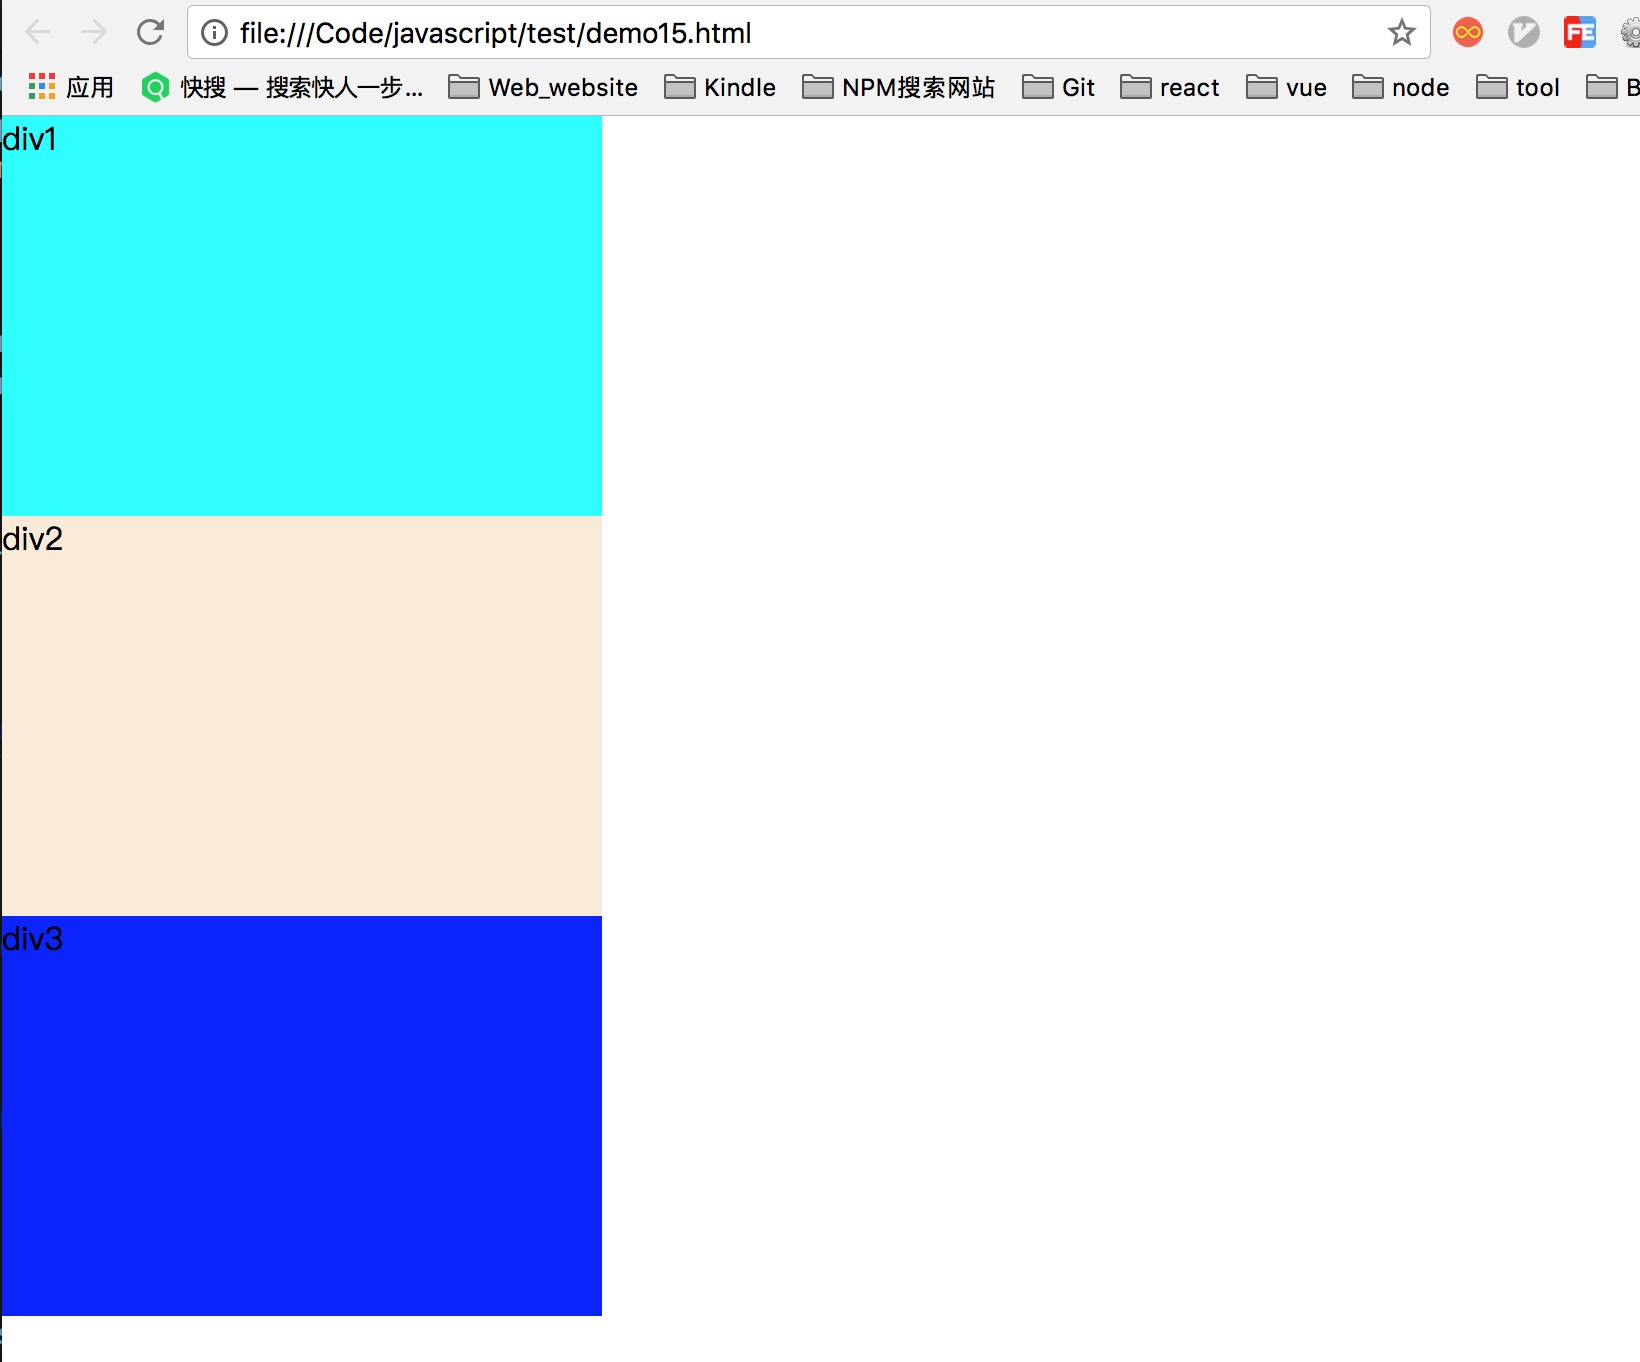 file:///Code/javascript/test/demo15.html
FE
应用 快搜 — 搜索快人一步... Web_website Kindle NPM搜索网站 Git react vue node tool B
div1
div2
div3